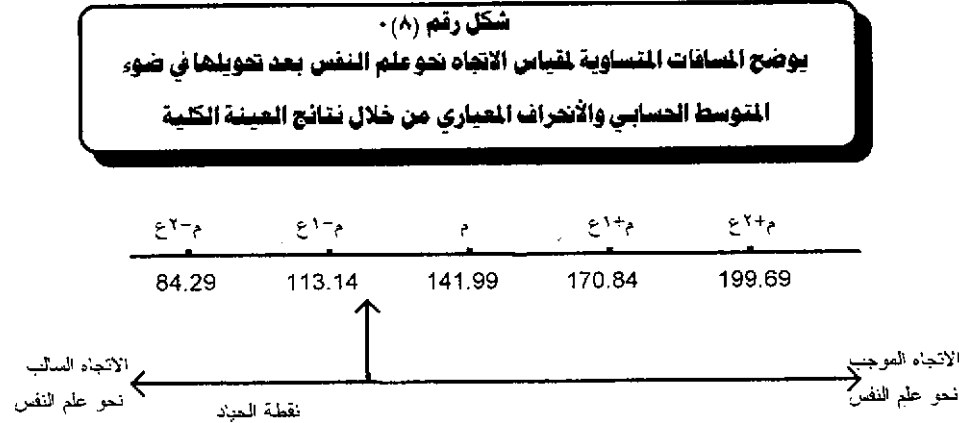 شكل رقم (٨)٠
يوضح المسافات المتساوية لمقياس الاتجاه نحو علم النفس بعد تحويلها في ضوء
المتوسط الحسابي والأنحراف المعياري من خلال نتائج العينة الكلية
م-٢ع م-١ع م م+١ع م+٢ع
84.29 113.14 141.99 170.84 199.69
الاتجاه الموجب
نحو علم النفس
الاتجاه السالب
نحو علم النفس
نقطة الحياد